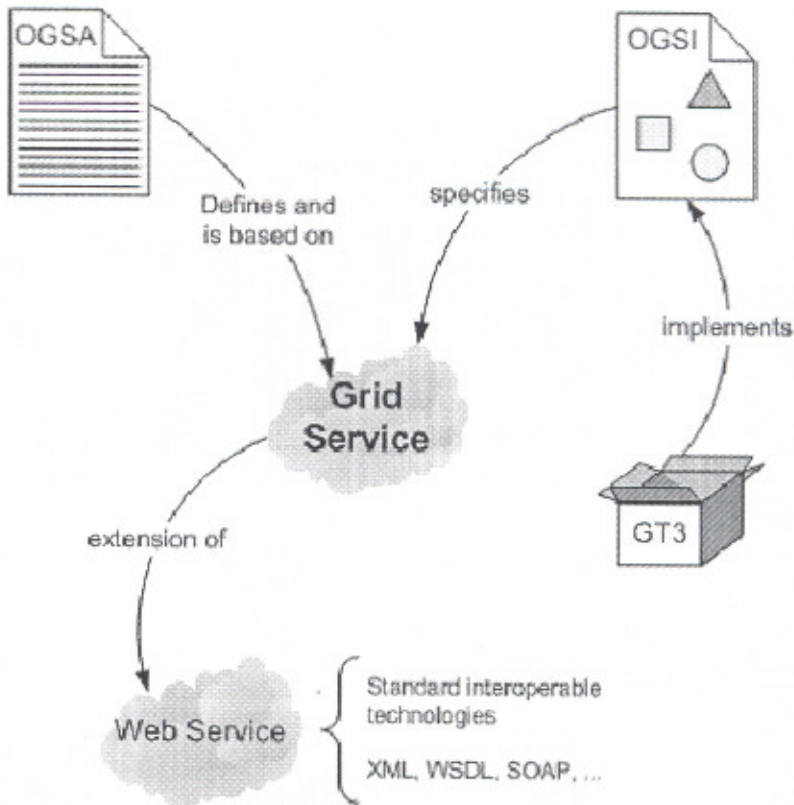 OGSA
OGSI
Defines and
is based on
specifies
implements
Grid
Service
GT3
extension of
Web Service
Standard interoperable
technologies
XML, WSDL, SOAP, ...